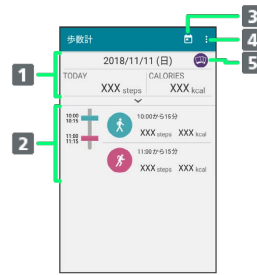 3
歩数計
4
2018/11/11 (日)
5
1
TODAY
CALORIES
XXX steps
XXX kcal
2
10:00
10:15
10:00から15分
XXX steps XXX kcal
11:00
11:15
11:00から15分
XXX steps XXX kcal